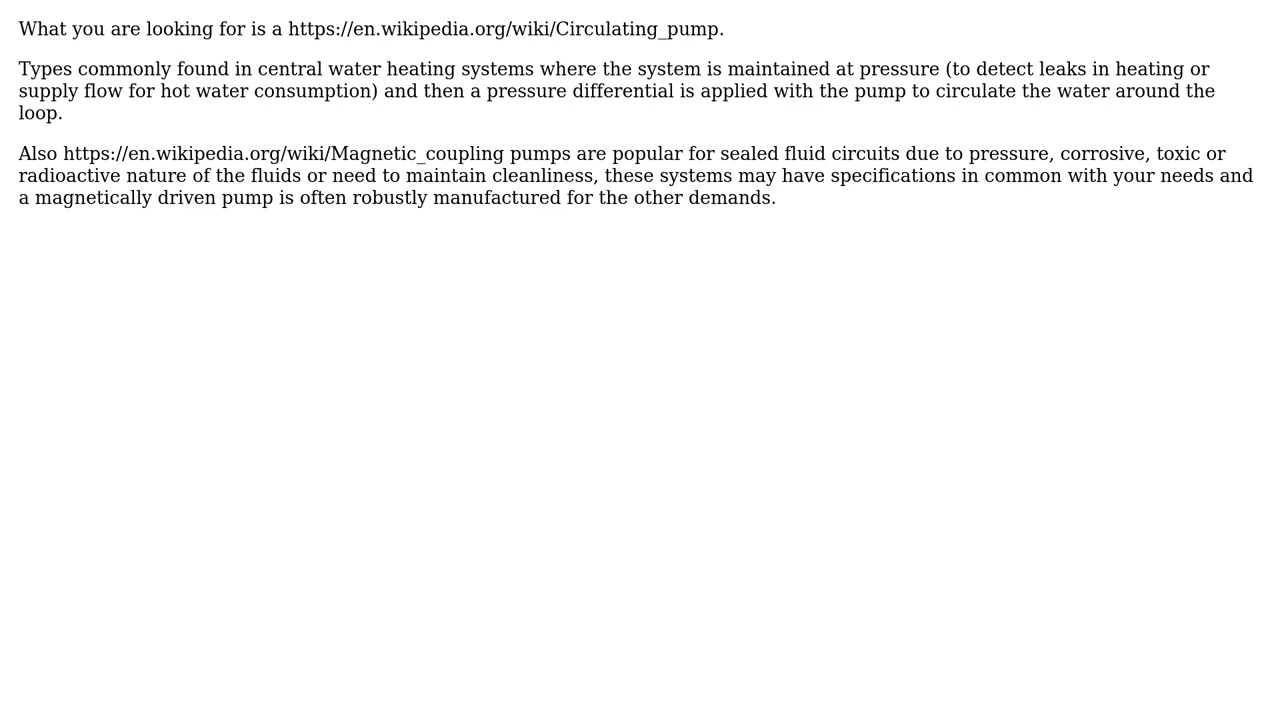 What you are looking for is a https://en.wikipedia.org/wiki/Circulating_pump.
Types commonly found in central water heating systems where the system is maintained at pressure (to detect leaks in heating or
supply flow for hot water consumption) and then a pressure differential is applied with the pump to circulate the water around the
loop.
Also https://en.wikipedia.org/wiki/Magnetic_coupling pumps are popular for sealed fluid circuits due to pressure, corrosive, toxic or
radioactive nature of the fluids or need to maintain cleanliness, these systems may have specifications in common with your needs and
a magnetically driven pump is often robustly manufactured for the other demands.